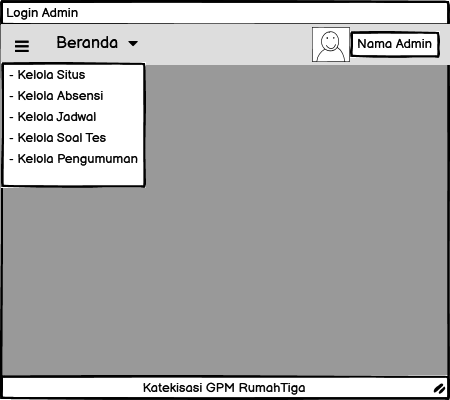 Login Admin
Beranda
Nama Admin
- Kelola Situs
- Kelola Absensi
- Kelola Jadwal
- Kelola Soal Tes
- Kelola Pengumuman
Katekisasi GPM RumahTiga